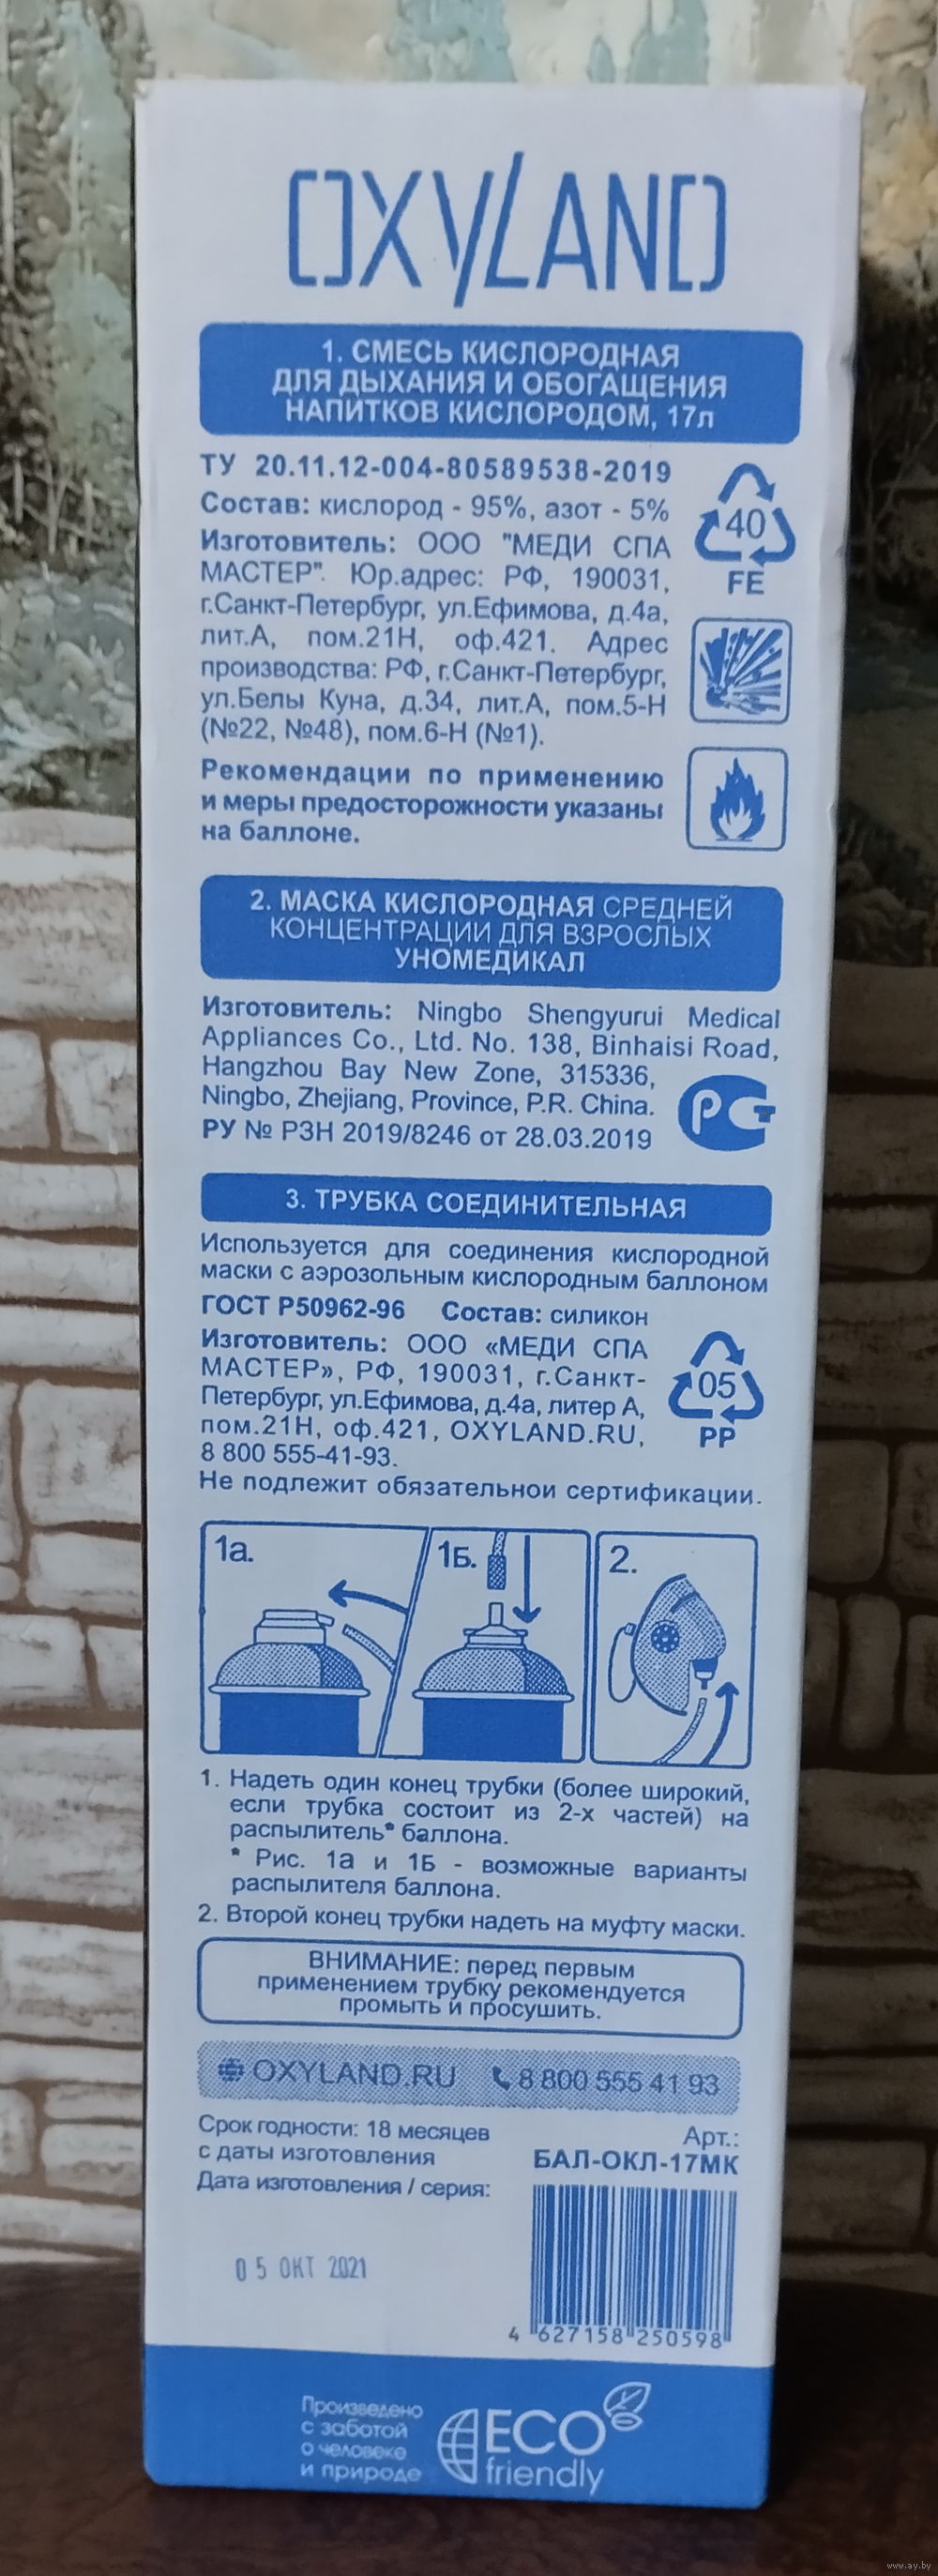 OXYLAND
1. СМЕСЬ КИСЛОРОДНАЯ
ДЛЯ ДЫХАНИЯ И ОБОГАЩЕНИЯ
НАПИТКОВ КИСЛОРОДОМ, 17л
ТУ 20.11.12-004-80589538-2019
Состав: кислород - 95%, азот - 5%
Изготовитель: ООО "МЕДИ СПА
МАСТЕР". Юр.адрес: РФ, 190031,
г.Санкт-Петербург, ул.Ефимова, д.4а,
лит.А, пом.21Н, оф.421. Адрес
производства: РФ, г.Санкт-Петербург,
ул.Белы Куна, д.34, лит.А, пом.5-Н
(№22, №48), пом.6-Н (№1).
40
FE
Рекомендации по применению
и меры предосторожности указаны
на баллоне.
2. МАСКА КИСЛОРОДНАЯ СРЕДНЕЙ
КОНЦЕНТРАЦИИ ДЛЯ ВЗРОСЛЫХ
УНОМЕДИКАЛ
Изготовитель: Ningbo Shengyurui Medical
Appliances Co., Ltd. No. 138, Binhaisi Road,
Hangzhou Bay New Zone, 315336,
Ningbo, Zhejiang, Province, P.R. China.
РУ № РЗН 2019/8246 от 28.03.2019
РСТ
3. ТРУБКА СОЕДИНИТЕЛЬНАЯ
Используется для соединения кислородной
маски с аэрозольным кислородным баллоном
ГОСТ Р50962-96 Состав: силикон
Изготовитель: ООО «МЕДИ СПА
МАСТЕР», РФ, 190031, г.Санкт-
Петербург, ул.Ефимова, д.4а, литер А,
пом.21Н, оф.421, OXYLAND.RU,
8 800 555-41-93.
05
PP
Не подлежит обязательнои сертификации.
1а.
1Б.
2.
1. Надеть один конец трубки (более широкий,
если трубка состоит из 2-х частей) на
распылитель* баллона.
* Рис. 1а и 1Б - возможные варианты
распылителя баллона.
2. Второй конец трубки надеть на муфту маски.
ВНИМАНИЕ: перед первым
применением трубку рекомендуется
промыть и просушить.
OXYLAND.RU 8 800 555 41 93
Срок годности: 18 месяцев
с даты изготовления
Дата изготовления / серия:
05 ОКТ 2021
Арт.:
БАЛ-ОКЛ-17МК
4 627158 250598
Произведено
с заботой
о человеке
и природе
ECO
friendly
www.ay.by